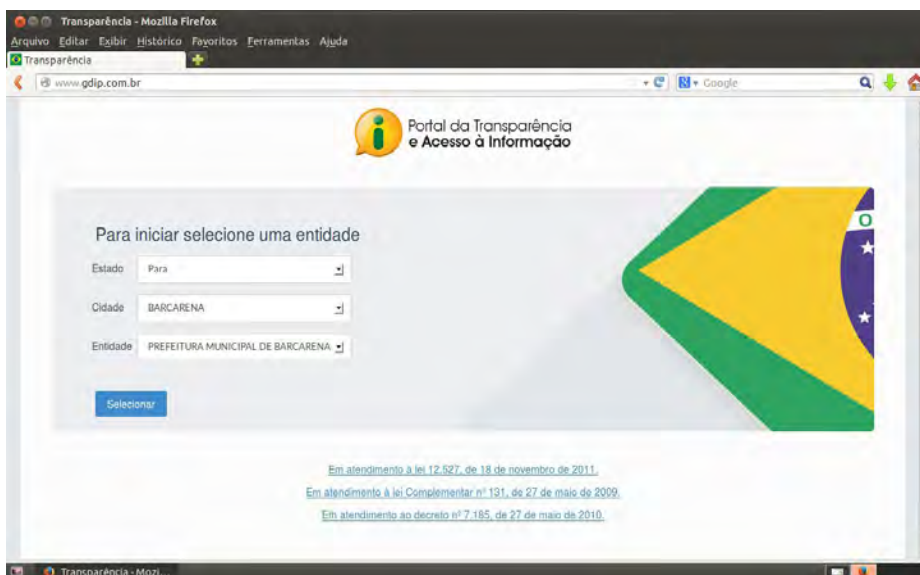 Transparência - Mozilla Firefox
Arquivo Editar Exibir Histórico Favoritos Ferramentas Ajuda
Transparência
www.gdip.com.br
Google
i
Portal da Transparência
e Acesso à Informação
Para iniciar selecione uma entidade
Estado Para
Cidade BARCARENA
Entidade PREFEITURA MUNICIPAL DE BARCARENA
O
Selecionar
Em atendimento à lei 12.527, de 18 de novembro de 2011.
Em atendimento à lei Complementar nº 131, de 27 de maio de 2009.
Em atendimento ao decreto nº 7.185, de 27 de maio de 2010.
Transparência - Mozi...